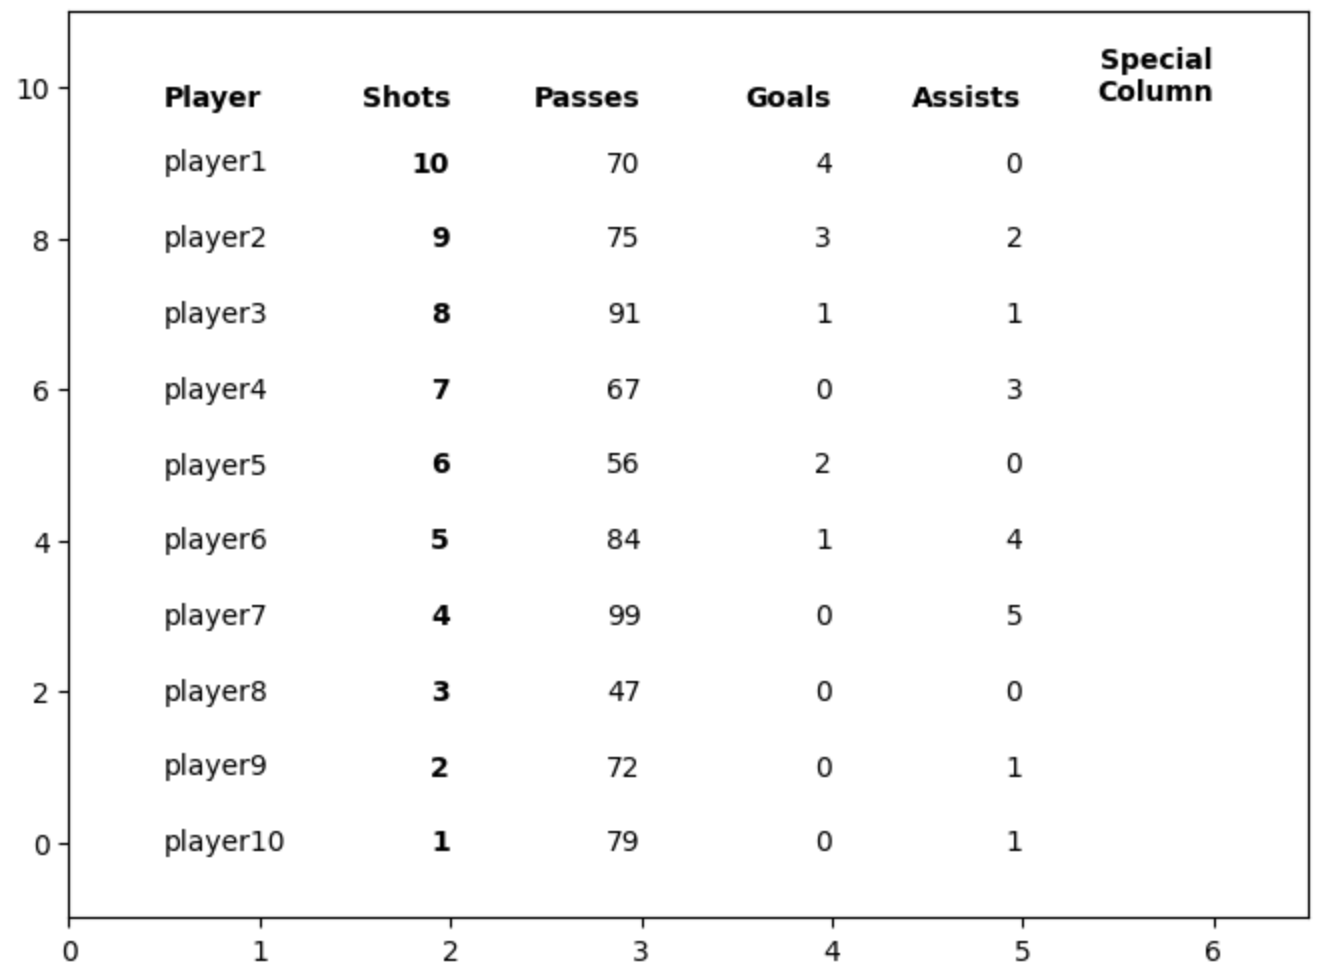 Special
Column
10
Player Shots Passes Goals Assists
player1 10 70 4 0
8
player2 9 75 3 2
player3 8 91 1 1
6
player4 7 67 0 3
player5 6 56 2 0
4
player6 5 84 1 4
player7 4 99 0 5
2
player8 3 47 0 0
player9 2 72 0 1
0
player10 1 79 0 1
0 1 2 3 4 5 6